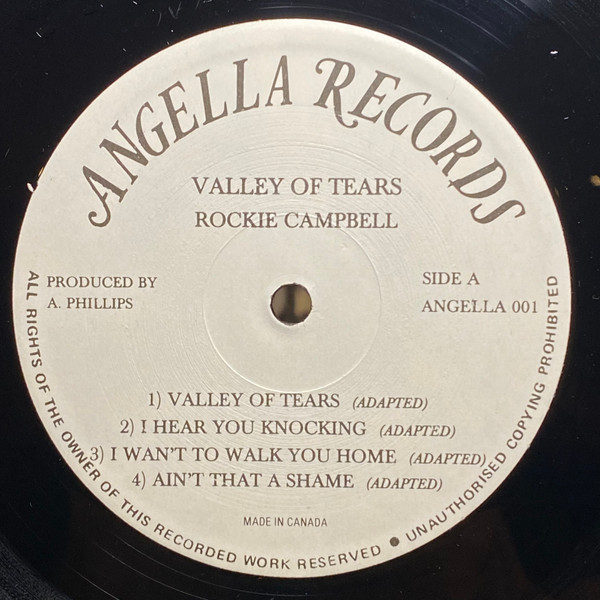 ANGELLA RECORDS
VALLEY OF TEARS
ROCKIE CAMPBELL
PRODUCED BY
A. PHILLIPS
SIDE A
ANGELLA 001
1) VALLEY OF TEARS (ADAPTED)
2) I HEAR YOU KNOCKING (ADAPTED)
3) I WAN'T TO WALK YOU HOME (ADAPTED)
4) AIN'T THAT A SHAME (ADAPTED)
MADE IN CANADA
ALL RIGHTS OF THE OWNER OF THIS RECORDED WORK RESERVED ● UNAUTHORISED COPYING PROHIBITED